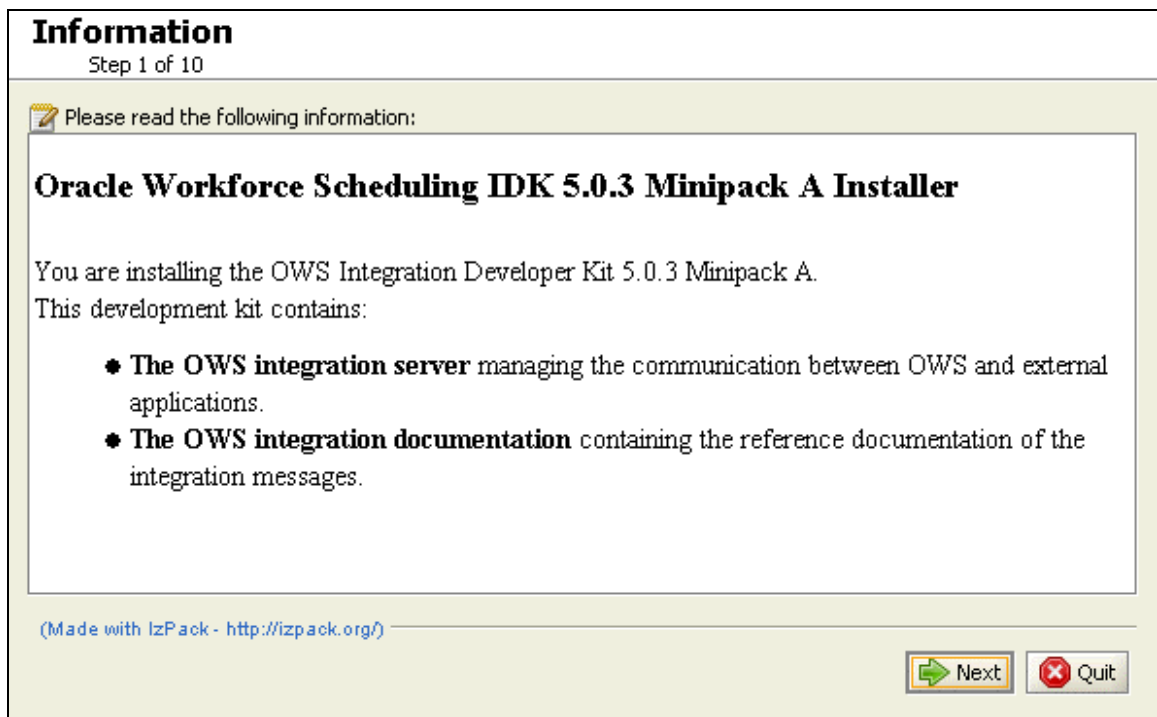 Information
Step 1 of 10
Please read the following information:
Oracle Workforce Scheduling IDK 5.0.3 Minipack A Installer
You are installing the OWS Integration Developer Kit 5.0.3 Minipack A.
This development kit contains:
● The OWS integration server managing the communication between OWS and external
applications.
● The OWS integration documentation containing the reference documentation of the
integration messages.
(Made with IzPack - http://izpack.org/)
Next Quit